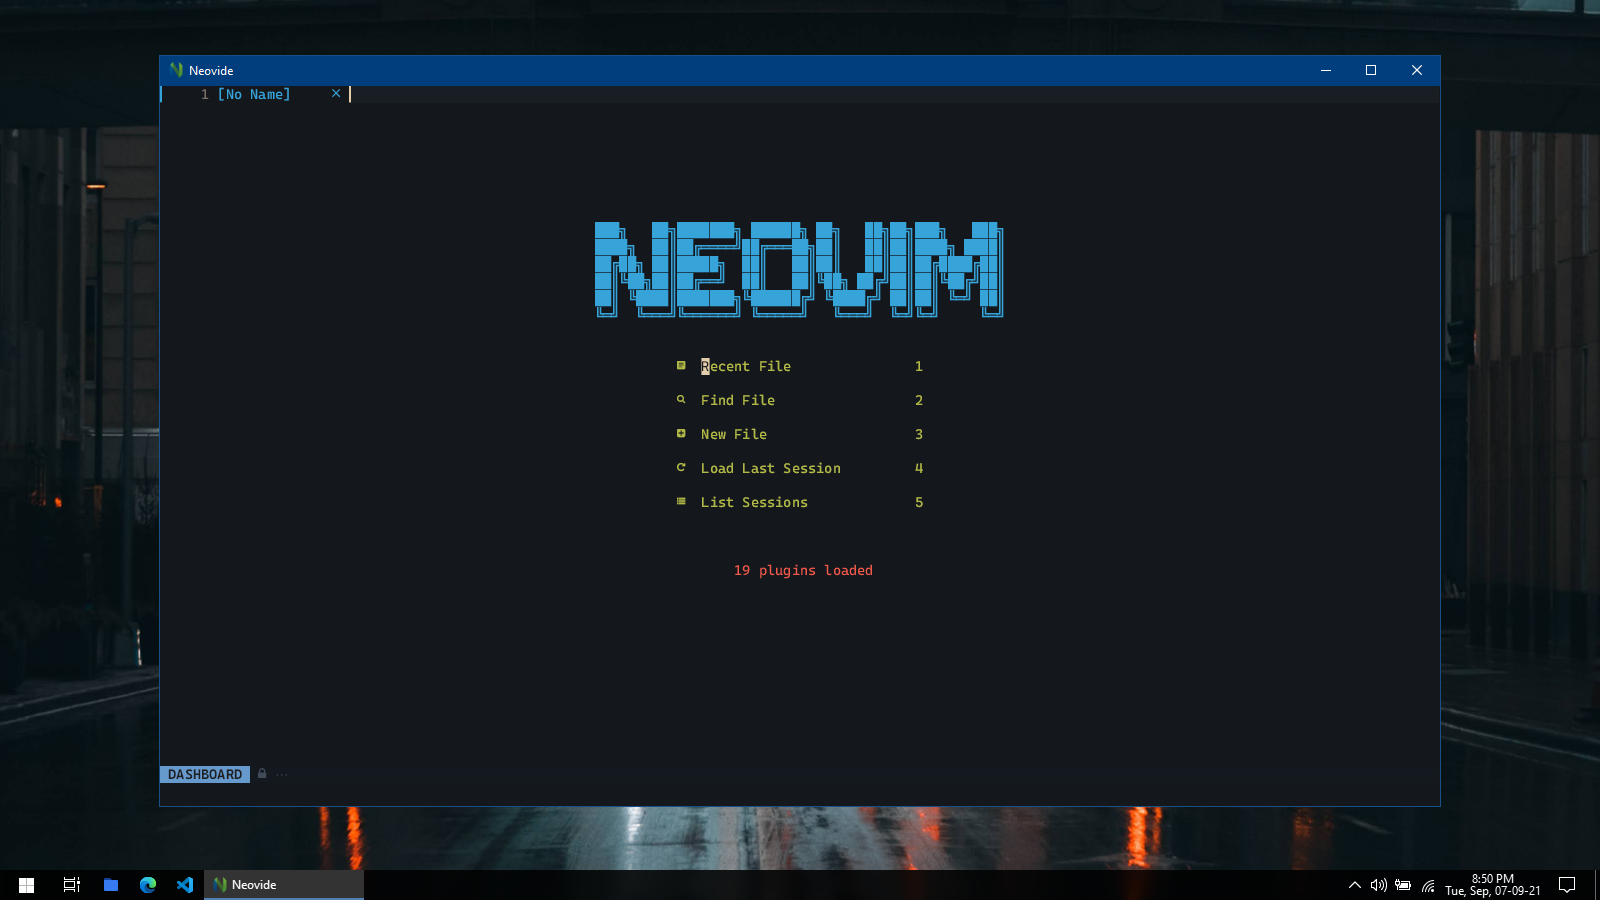 Neovide
1 [No Name] ×
NEOVIM
Recent File 1
Find File 2
New File 3
Load Last Session 4
List Sessions 5
19 plugins loaded
DASHBOARD ...
Neovide
8:50 PM
Tue, Sep, 07-09-21